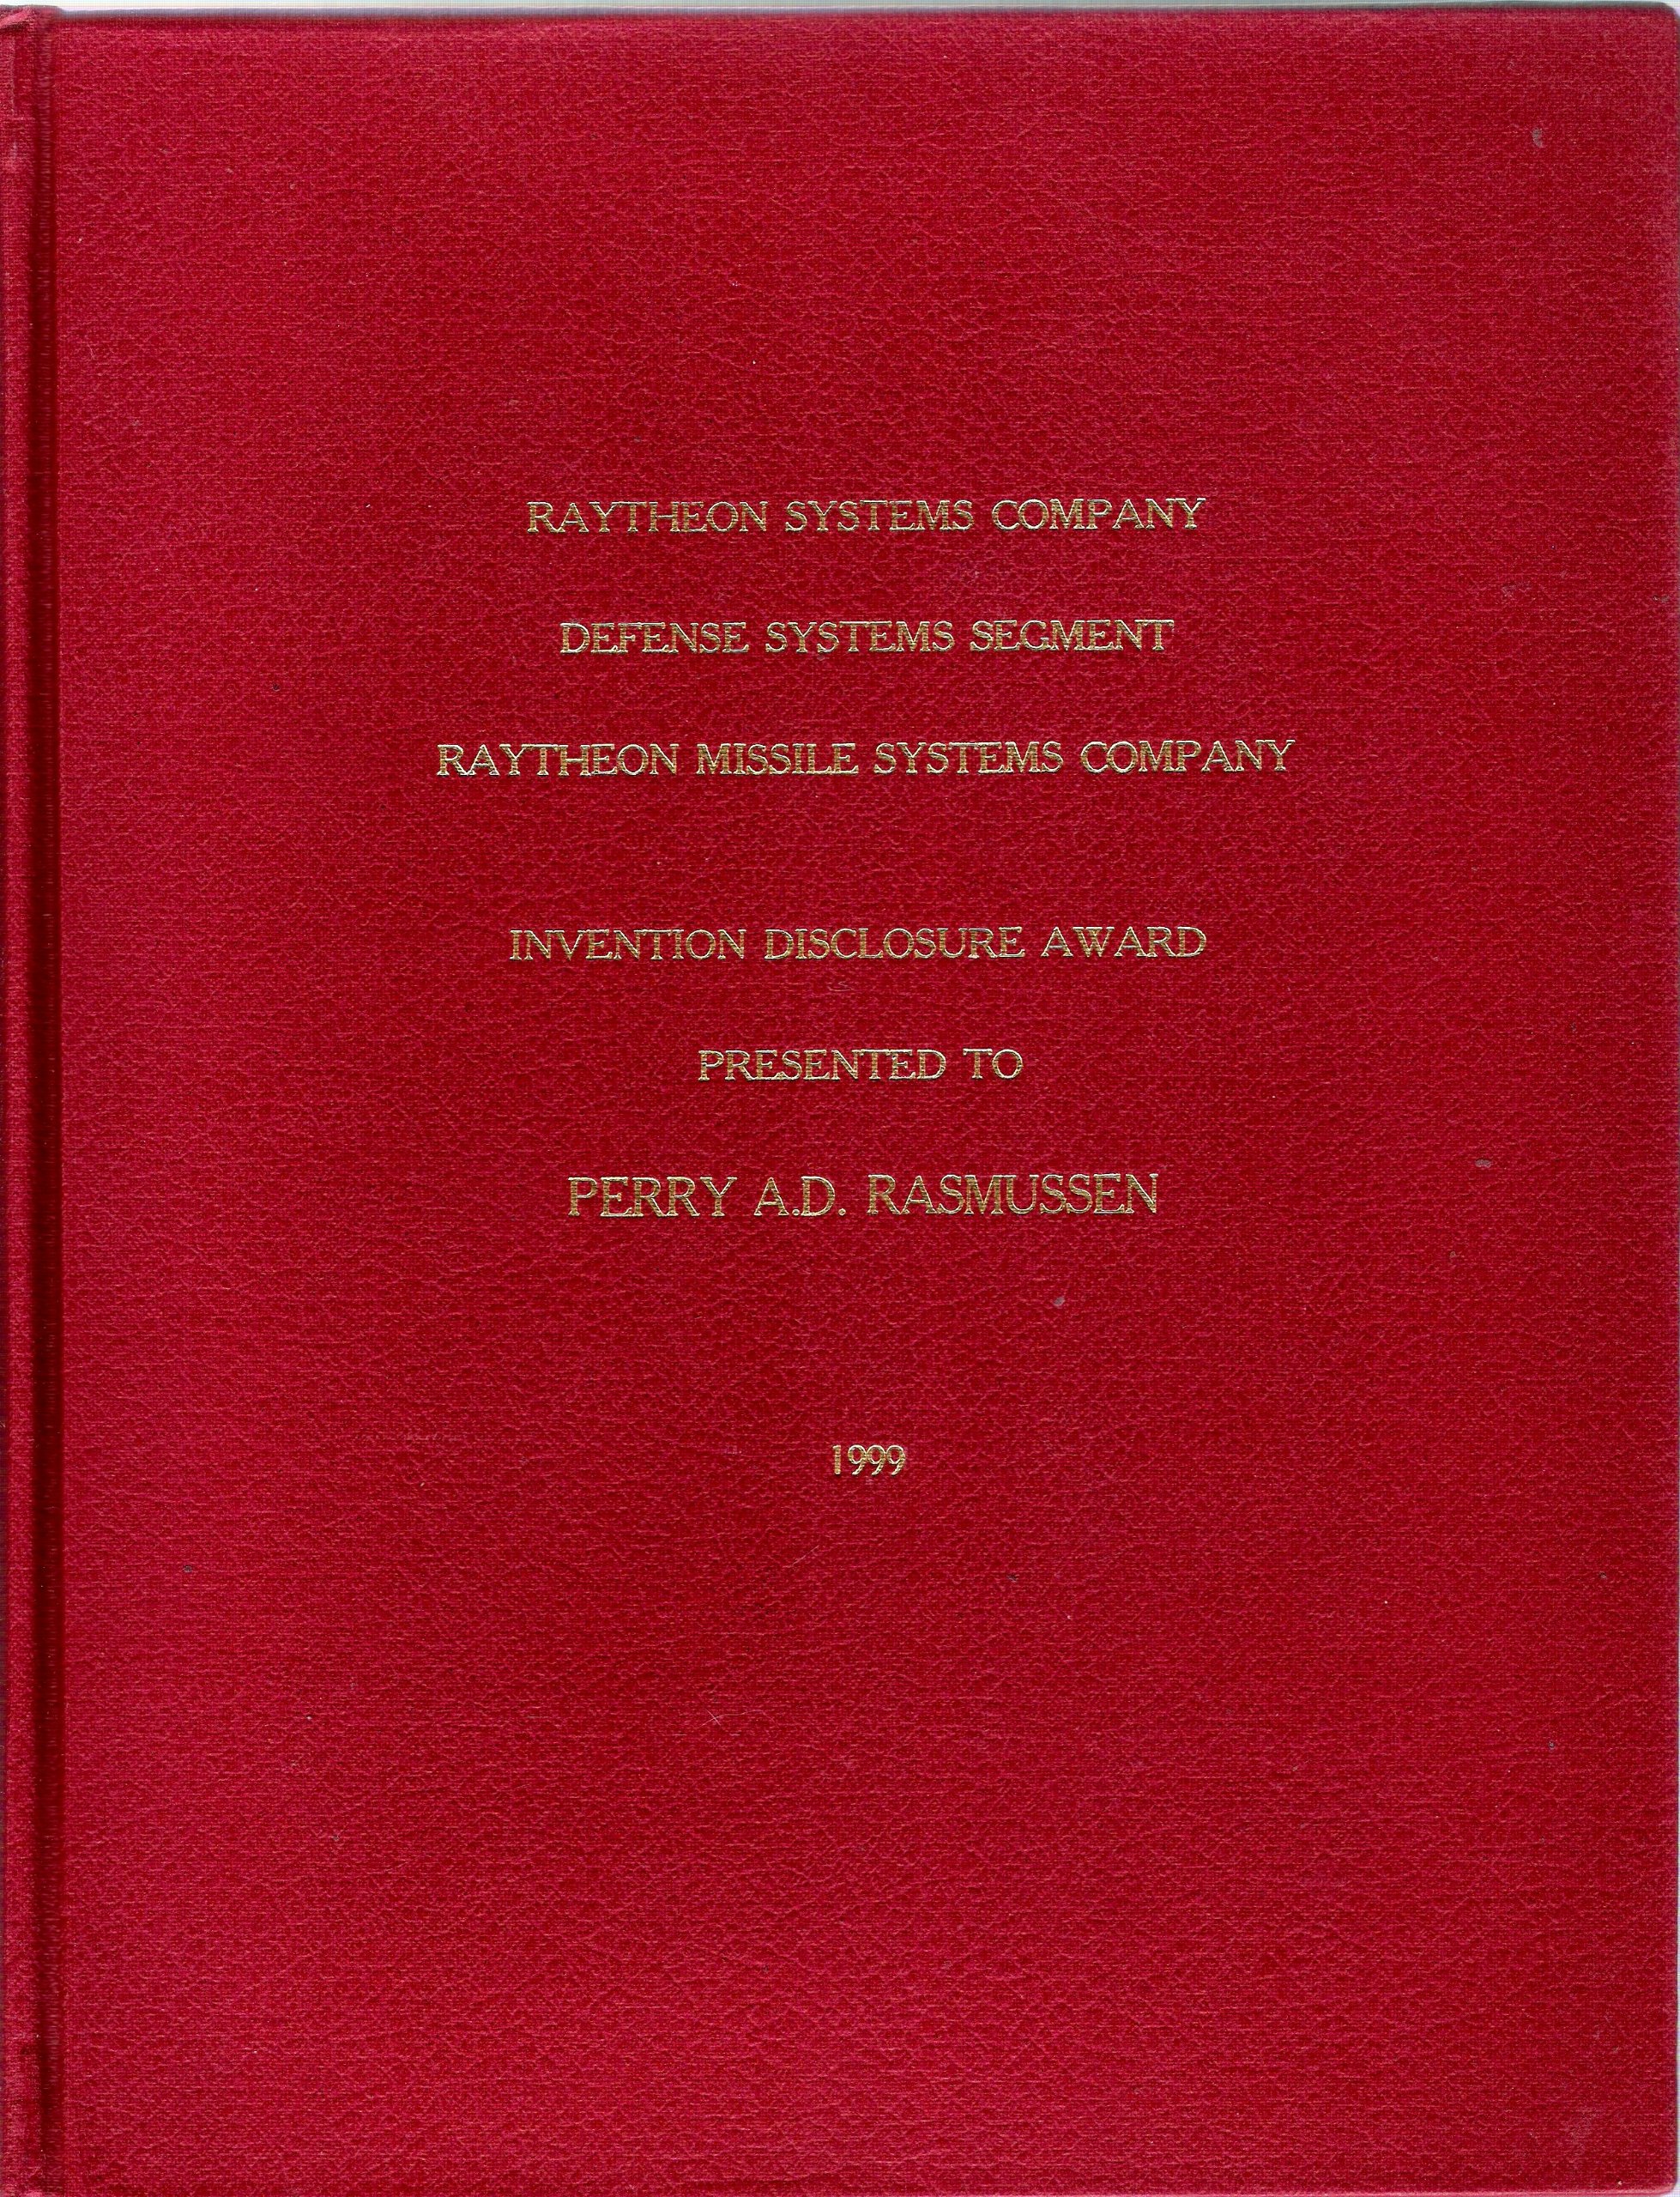 RAYTHEON SYSTEMS COMPANY
DEFENSE SYSTEMS SEGMENT
RAYTHEON MISSILE SYSTEMS COMPANY
INVENTION DISCLOSURE AWARD
PRESENTED TO
PERRY A.D. RASMUSSEN
1999